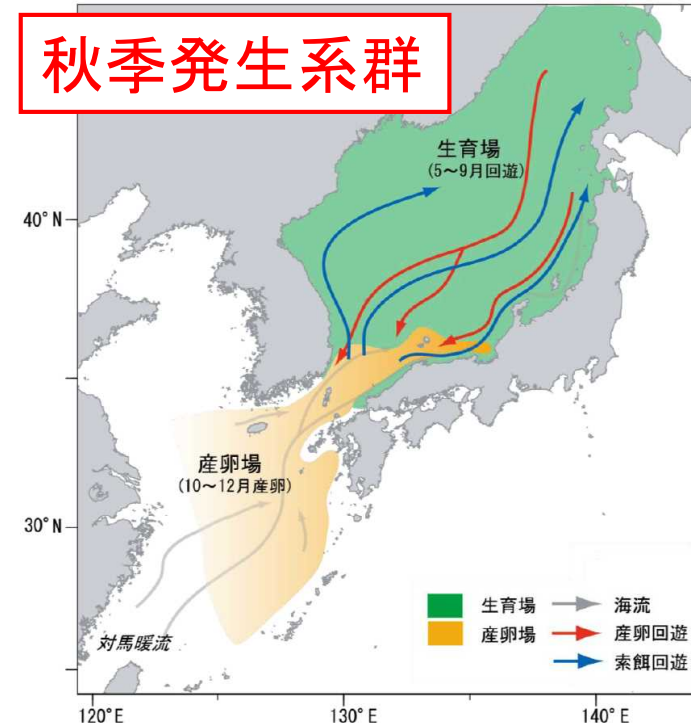 秋季発生系群
生育場
(5〜9月回遊)
40°N
産卵場
(10〜12月産卵)
30°N
対馬暖流
生育場
海流
産卵場
産卵回遊
索餌回遊
120°E
130°E
140°E